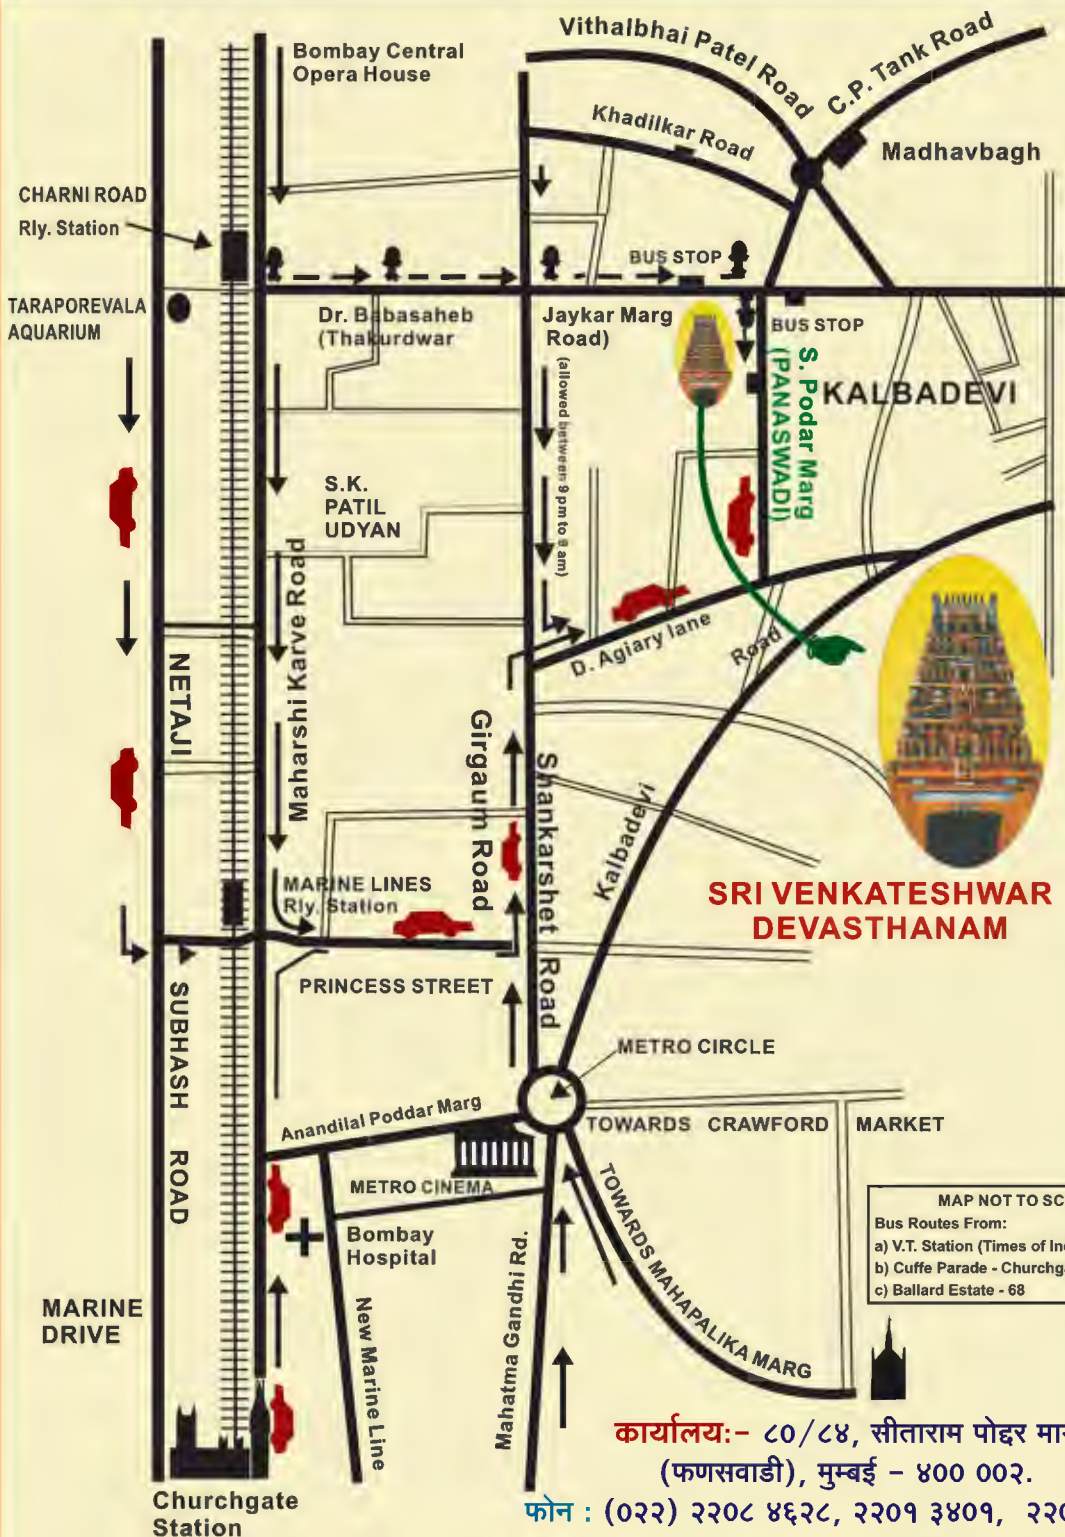 Vithalbhai Patel Road
C.P. Tank Road
Bombay Central
Opera House
Khadilkar Road
Madhavbagh
CHARNI ROAD
Rly. Station
BUS STOP
TARAPOREVALA
AQUARIUM
Dr. Babasaheb
(Thakurdwar
Jaykar Marg
Road)
(allowed between 9 pm to 8 am)
BUS STOP
S. Podar Marg
(PANASWADI)
KALBADEVI
S.K.
PATIL
UDYAN
Maharshi Karve Road
D. Agiary lane
Road
NETAJI
Girgaum Road
Shankarshet Road
Kalbadevi
MARINE LINES
Rly. Station
SRI VENKATESHWAR
DEVASTHANAM
PRINCESS STREET
SUBHASH ROAD
METRO CIRCLE
Anandilal Poddar Marg
TOWARDS CRAWFORD MARKET
METRO CINEMA
TOWARDS MAHAPALIKA MARG
Bombay
Hospital
MAP NOT TO SC
Bus Routes From:
a) V.T. Station (Times of Ind
b) Cuffe Parade - Churchg
c) Ballard Estate - 68
MARINE
DRIVE
New Marine Line
Mahatma Gandhi Rd.
Churchgate
Station
कार्यालय:- ८०/८४, सीताराम पोद्दर मा
(फणसवाडी), मुम्बई - ४०० ००२.
फोन : (०२२) २२०८ ४६२८, २२०१ ३४०१, २२०